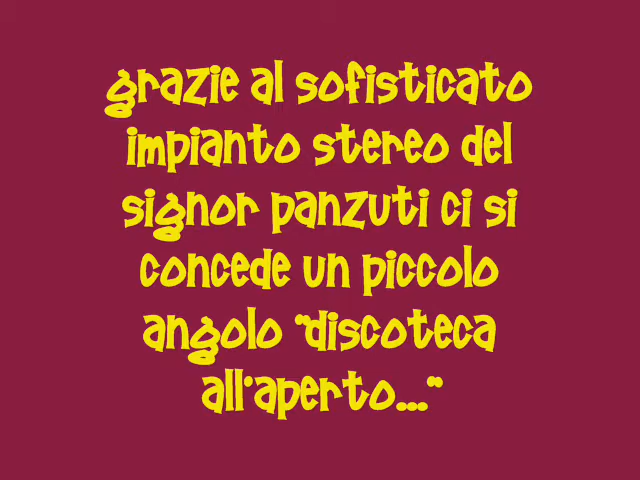 grazie al sofisticato
impianto stereo del
signor panzuti ci si
concede un piccolo
angolo "discoteca
all'aperto..."